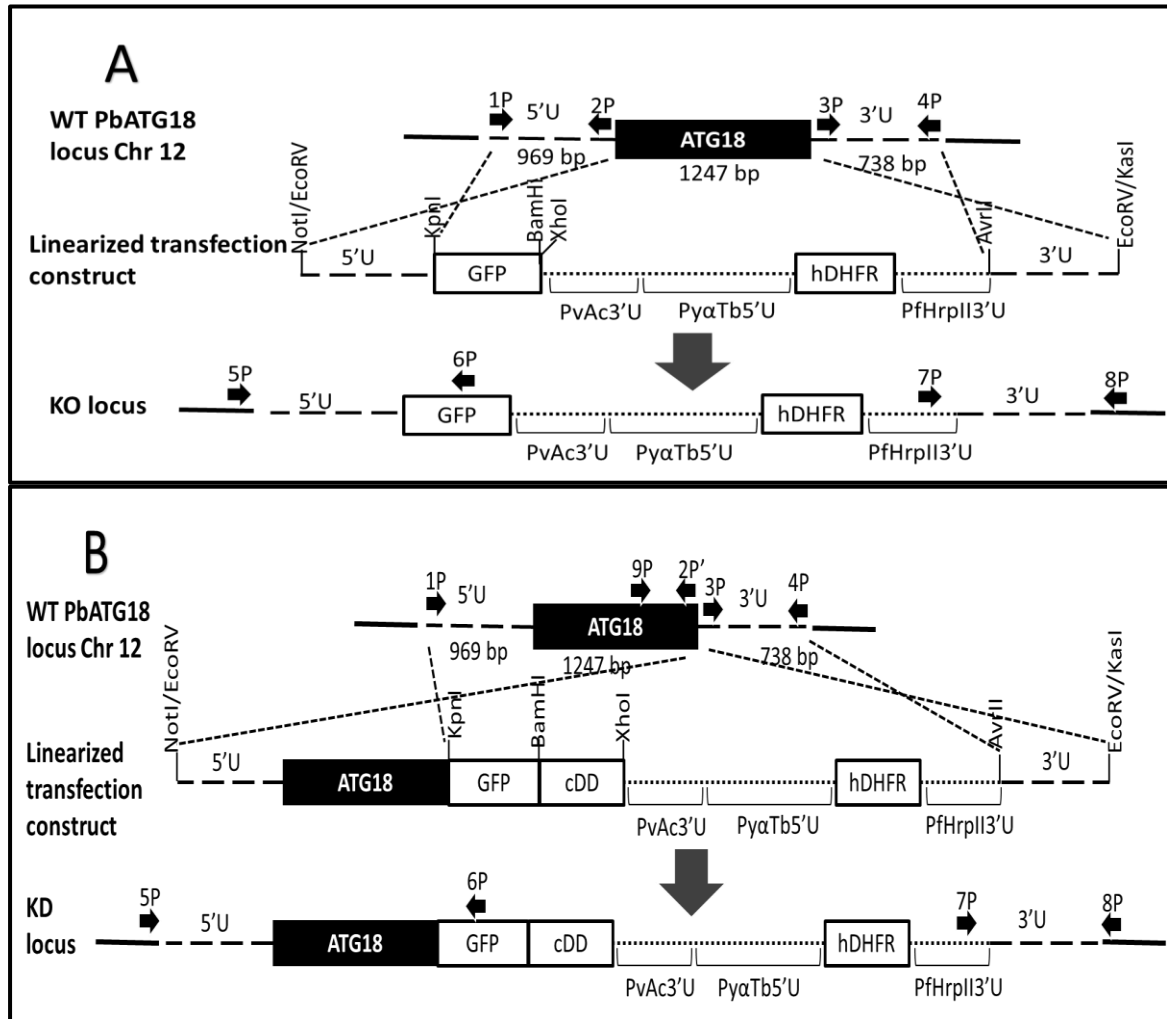 A
1P 5'U 2P 3P 3'U 4P
WT PbATG18
locus Chr 12
ATG18
969 bp 1247 bp 738 bp
NotI/EcoRV KpnI BamHI XhoI AvrII EcoRV/KasI
Linearized transfection
construct
5'U GFP hDHFR 3'U
PvAc3'U PyαTb5'U PfHrpII3'U
5P 6P 7P 8P
KO locus
5'U GFP hDHFR 3'U
PvAc3'U PyαTb5'U PfHrpII3'U
B
1P 5'U 9P 2P' 3P 3'U 4P
WT PbATG18
locus Chr 12
ATG18
969 bp 1247 bp 738 bp
NotI/EcoRV KpnI BamHI XhoI AvrII EcoRV/KasI
Linearized
transfection
construct
5'U ATG18 GFP cDD hDHFR 3'U
PvAc3'U PyαTb5'U PfHrpII3'U
5P 6P 7P 8P
KD
locus
5'U ATG18 GFP cDD hDHFR 3'U
PvAc3'U PyαTb5'U PfHrpII3'U